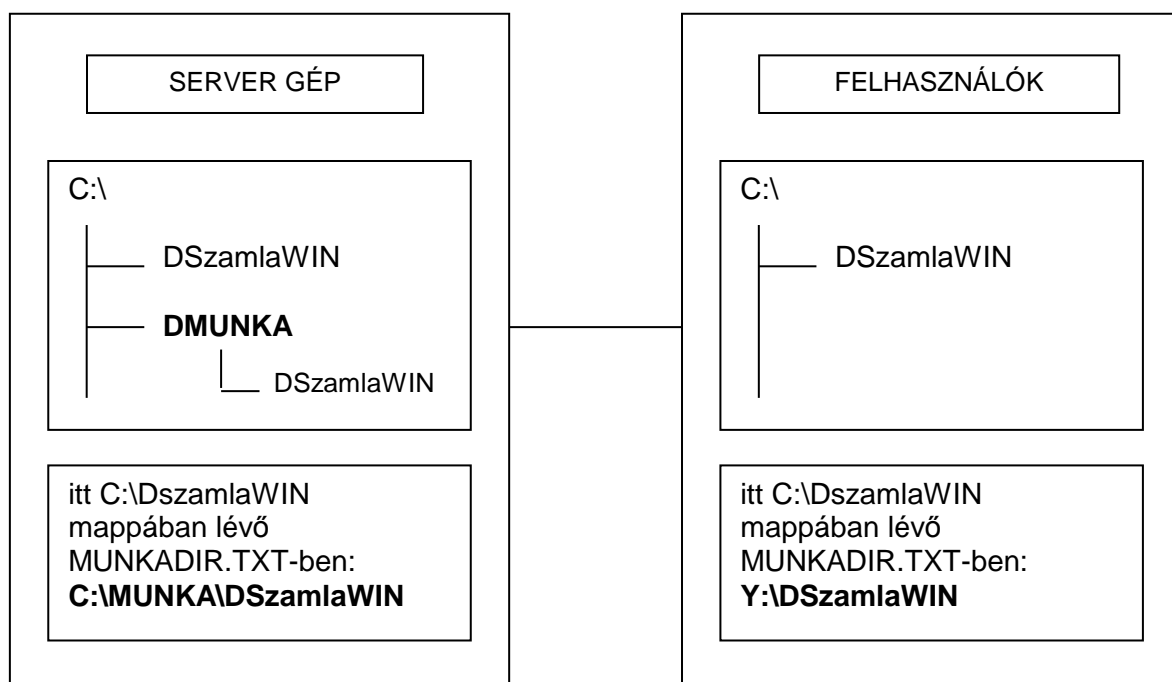 SERVER GÉP
C:\
DSzamlaWIN
DMUNKA
DSzamlaWIN
itt C:\DszamlaWIN
mappában lévő
MUNKADIR.TXT-ben:
C:\MUNKA\DSzamlaWIN
FELHASZNÁLÓK
C:\
DSzamlaWIN
itt C:\DszamlaWIN
mappában lévő
MUNKADIR.TXT-ben:
Y:\DSzamlaWIN